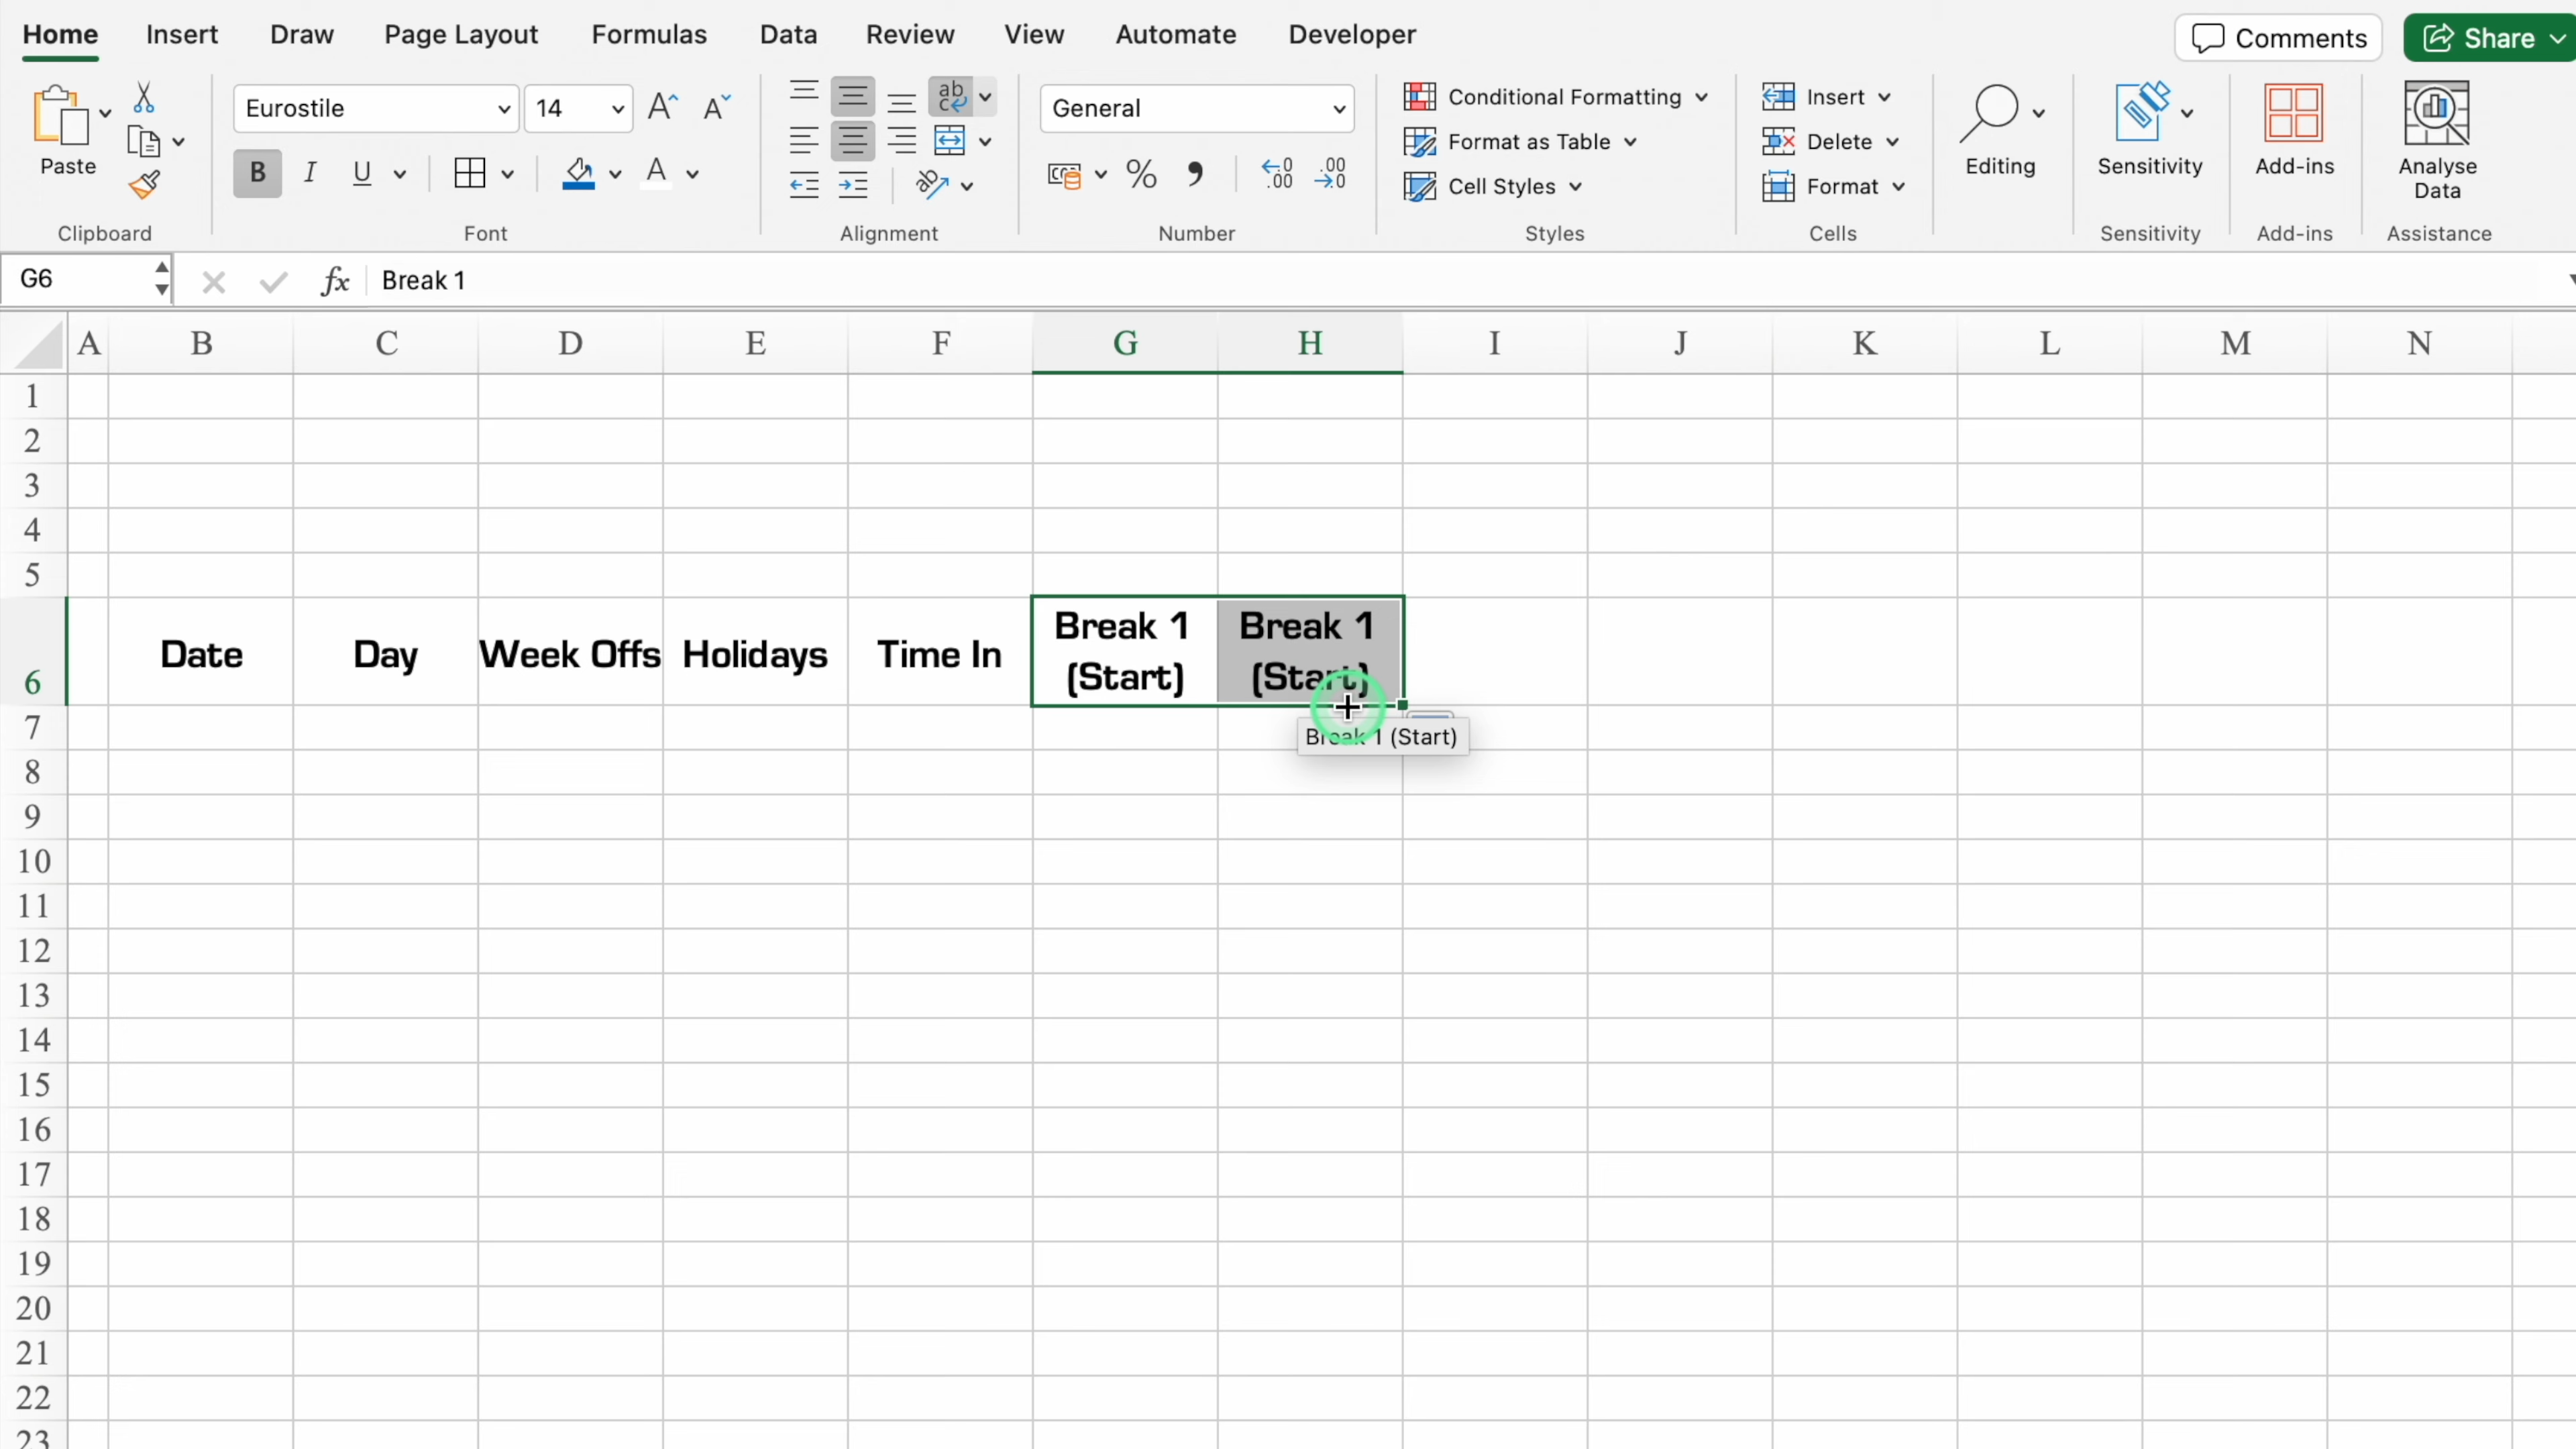 Home Insert Draw Page Layout Formulas Data Review View Automate Developer Comments Share
Eurostile 14 General Conditional Formatting Insert
Format as Table Delete
Paste B I U A % Cell Styles Format Editing Sensitivity Add-ins Analyse Data
Clipboard Font Alignment Number Styles Cells Sensitivity Add-ins Assistance
G6 fx Break 1
A B C D E F G H I J K L M N
1
2
3
4
5
6 Date Day Week Offs Holidays Time In Break 1 (Start) Break 1 (Start)
7
Break 1 (Start)
8
9
10
11
12
13
14
15
16
17
18
19
20
21
22
23